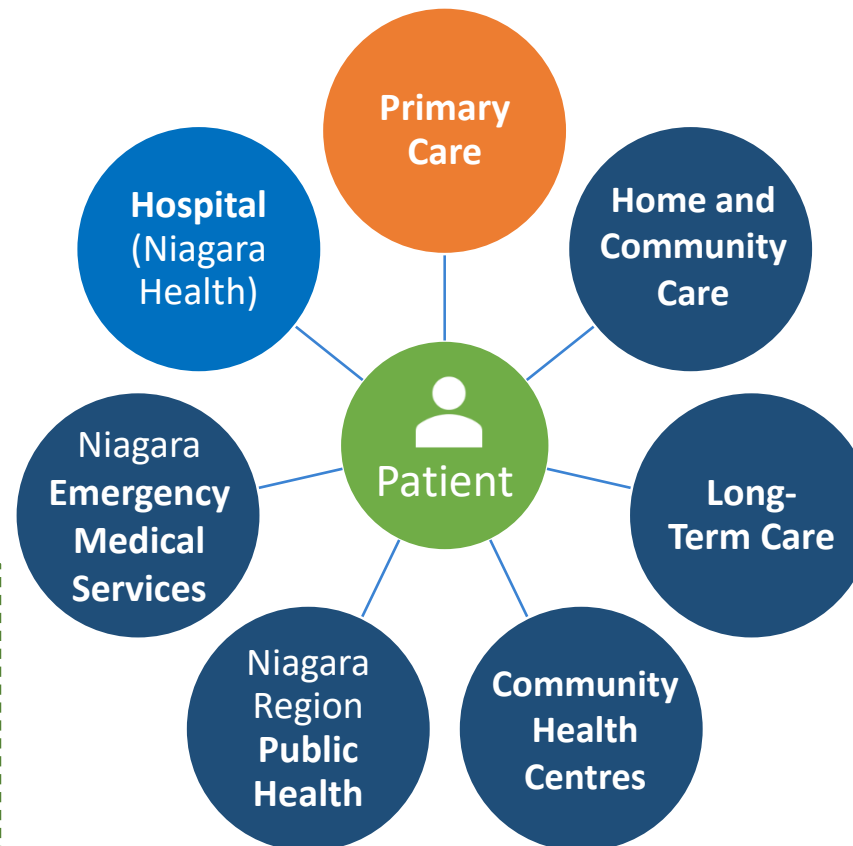 Primary
Care
Home and
Community
Care
Long-
Term Care
Community
Health
Centres
Niagara
Region
Public
Health
Niagara
Emergency
Medical
Services
Hospital
(Niagara
Health)
Patient